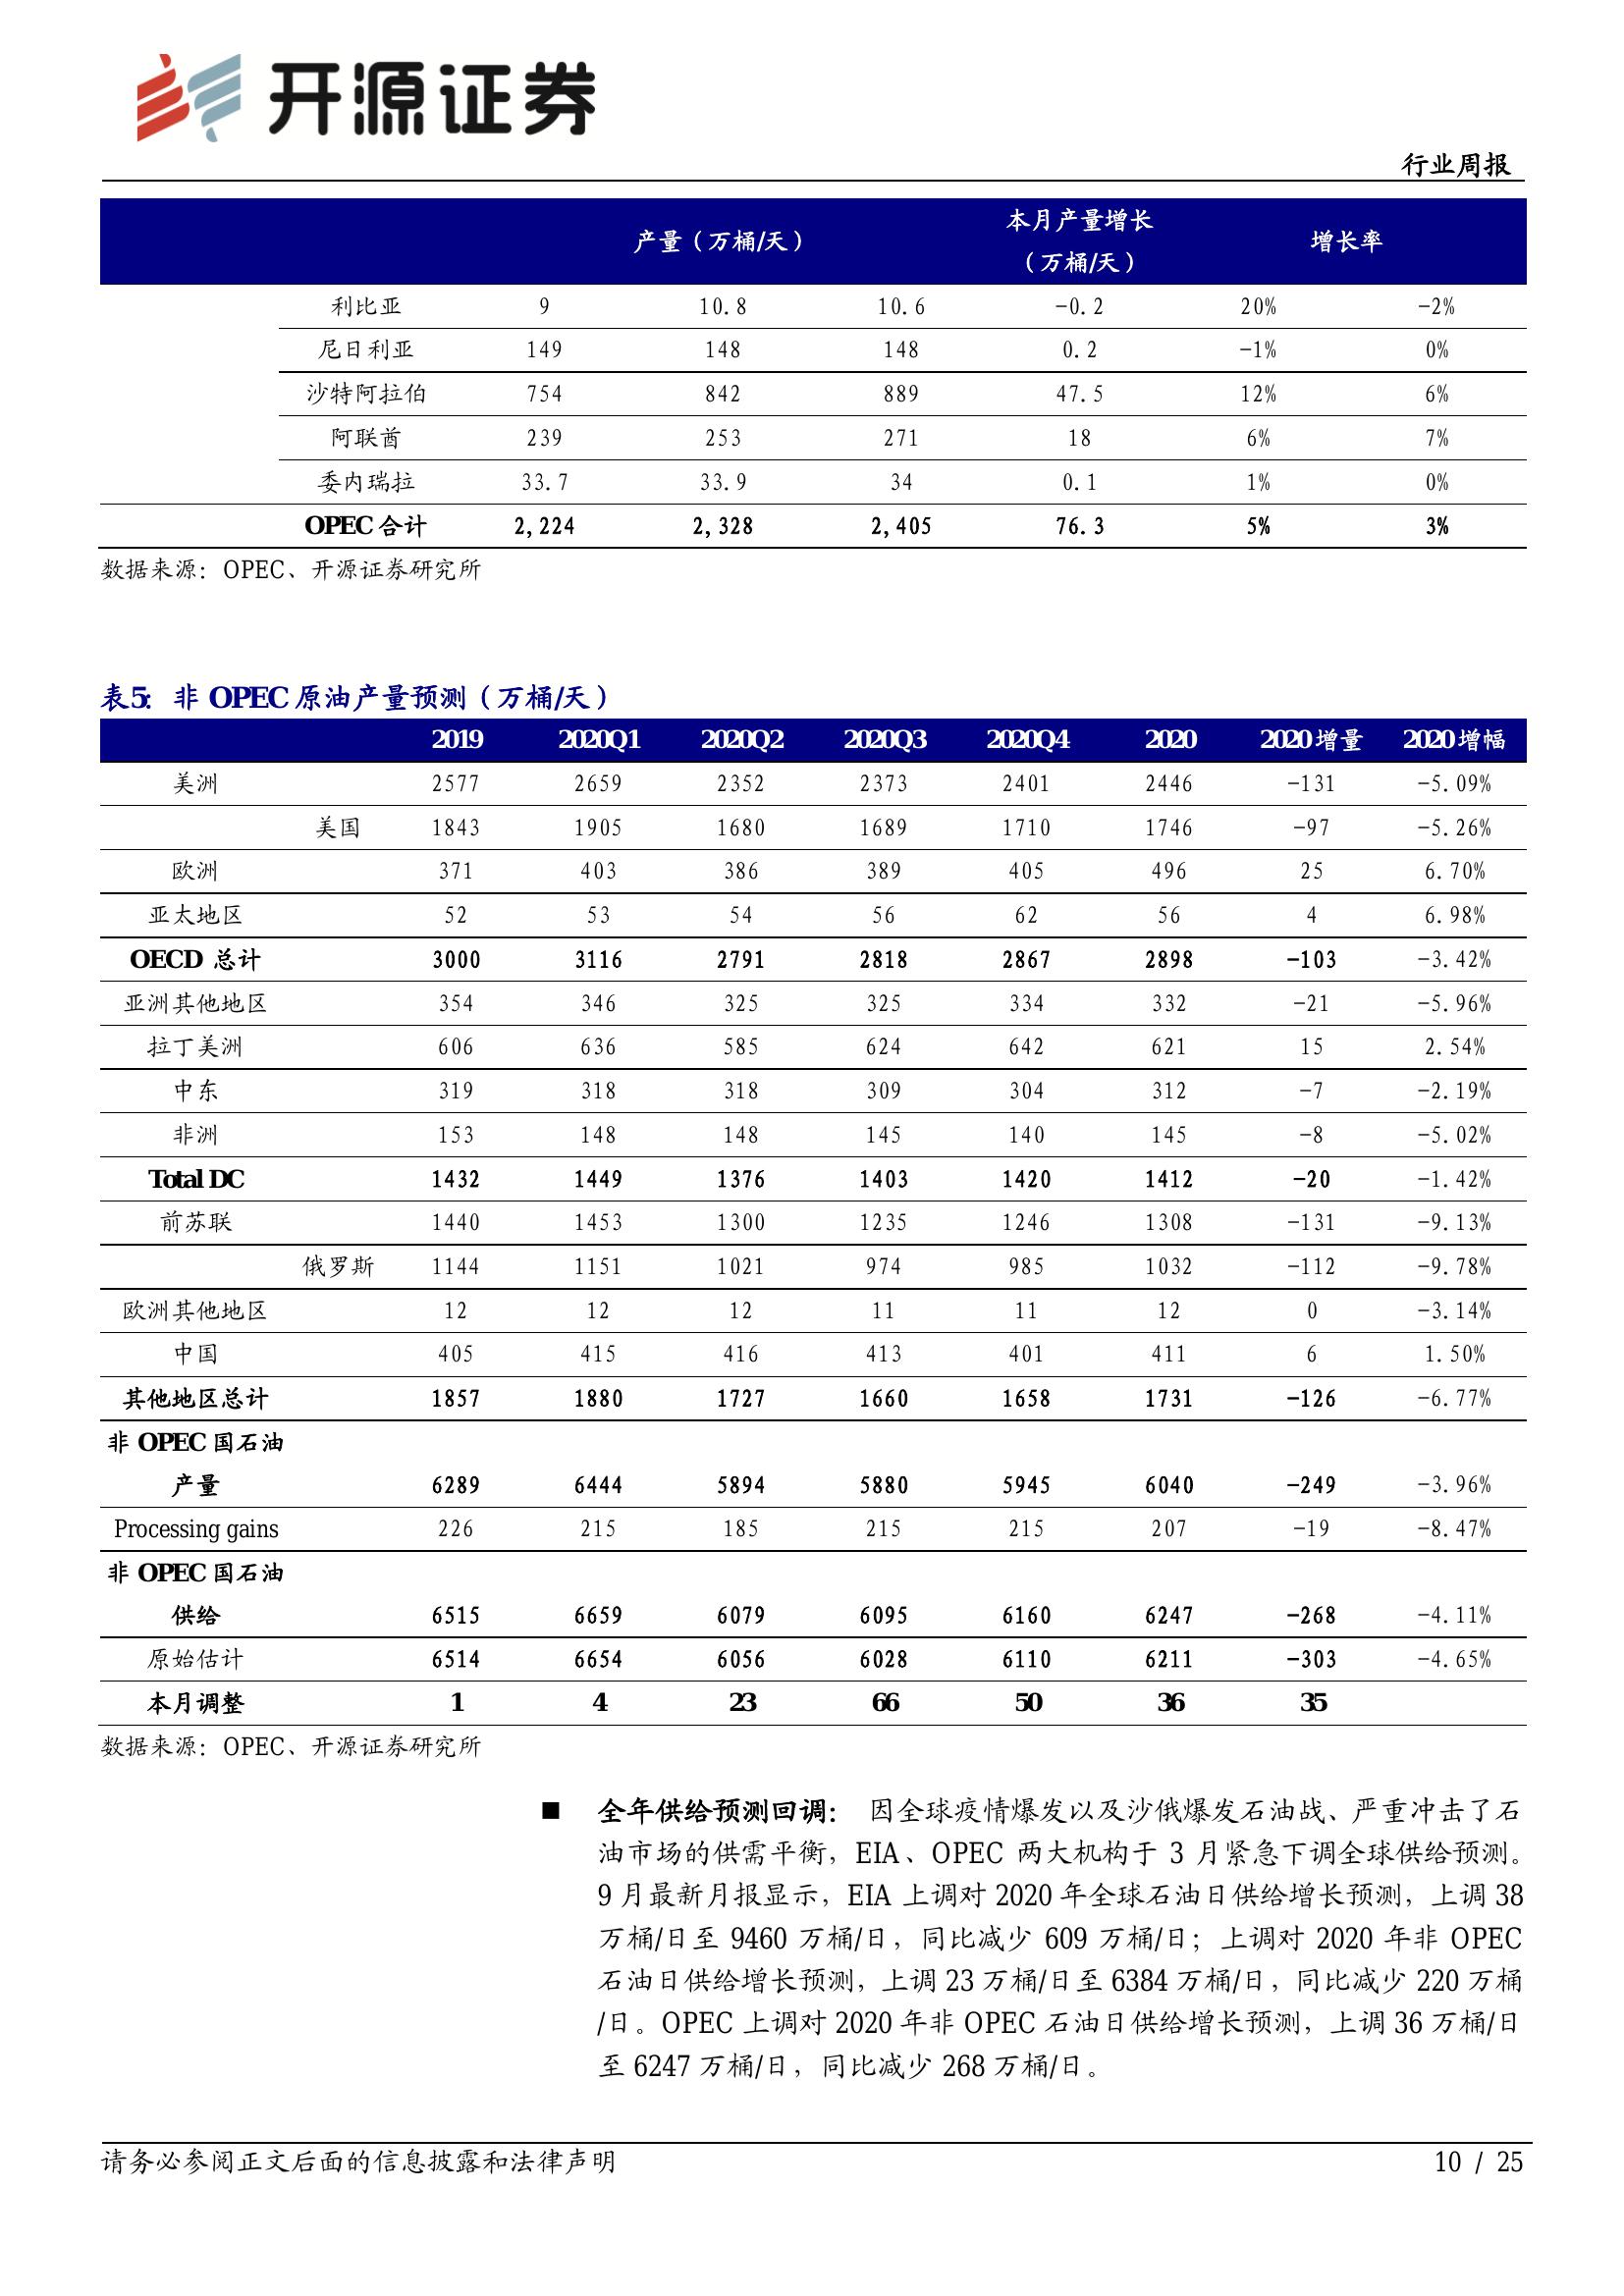 开源证券
行业周报
产量（万桶/天） 本月产量增长（万桶/天） 增长率
利比亚 9 10.8 10.6 -0.2 20% -2%
尼日利亚 149 148 148 0.2 -1% 0%
沙特阿拉伯 754 842 889 47.5 12% 6%
阿联酋 239 253 271 18 6% 7%
委内瑞拉 33.7 33.9 34 0.1 1% 0%
OPEC 合计 2,224 2,328 2,405 76.3 5% 3%
数据来源：OPEC、开源证券研究所
表5：非 OPEC 原油产量预测（万桶/天）
2019 2020Q1 2020Q2 2020Q3 2020Q4 2020 2020 增量 2020 增幅
美洲 2577 2659 2352 2373 2401 2446 -131 -5.09%
美国 1843 1905 1680 1689 1710 1746 -97 -5.26%
欧洲 371 403 386 389 405 496 25 6.70%
亚太地区 52 53 54 56 62 56 4 6.98%
OECD 总计 3000 3116 2791 2818 2867 2898 -103 -3.42%
亚洲其他地区 354 346 325 325 334 332 -21 -5.96%
拉丁美洲 606 636 585 624 642 621 15 2.54%
中东 319 318 318 309 304 312 -7 -2.19%
非洲 153 148 148 145 140 145 -8 -5.02%
Total DC 1432 1449 1376 1403 1420 1412 -20 -1.42%
前苏联 1440 1453 1300 1235 1246 1308 -131 -9.13%
俄罗斯 1144 1151 1021 974 985 1032 -112 -9.78%
欧洲其他地区 12 12 12 11 11 12 0 -3.14%
中国 405 415 416 413 401 411 6 1.50%
其他地区总计 1857 1880 1727 1660 1658 1731 -126 -6.77%
非 OPEC 国石油
产量 6289 6444 5894 5880 5945 6040 -249 -3.96%
Processing gains 226 215 185 215 215 207 -19 -8.47%
非 OPEC 国石油
供给 6515 6659 6079 6095 6160 6247 -268 -4.11%
原始估计 6514 6654 6056 6028 6110 6211 -303 -4.65%
本月调整 1 4 23 66 50 36 35
数据来源：OPEC、开源证券研究所
■ 全年供给预测回调： 因全球疫情爆发以及沙俄爆发石油战、严重冲击了石
油市场的供需平衡，EIA、OPEC 两大机构于 3 月紧急下调全球供给预测。
9 月最新月报显示，EIA 上调对 2020 年全球石油日供给增长预测，上调 38
万桶/日至 9460 万桶/日，同比减少 609 万桶/日；上调对 2020 年非 OPEC
石油日供给增长预测，上调 23 万桶/日至 6384 万桶/日，同比减少 220 万桶
/日。OPEC 上调对 2020 年非 OPEC 石油日供给增长预测，上调 36 万桶/日
至 6247 万桶/日，同比减少 268 万桶/日。
请务必参阅正文后面的信息披露和法律声明 10 / 25